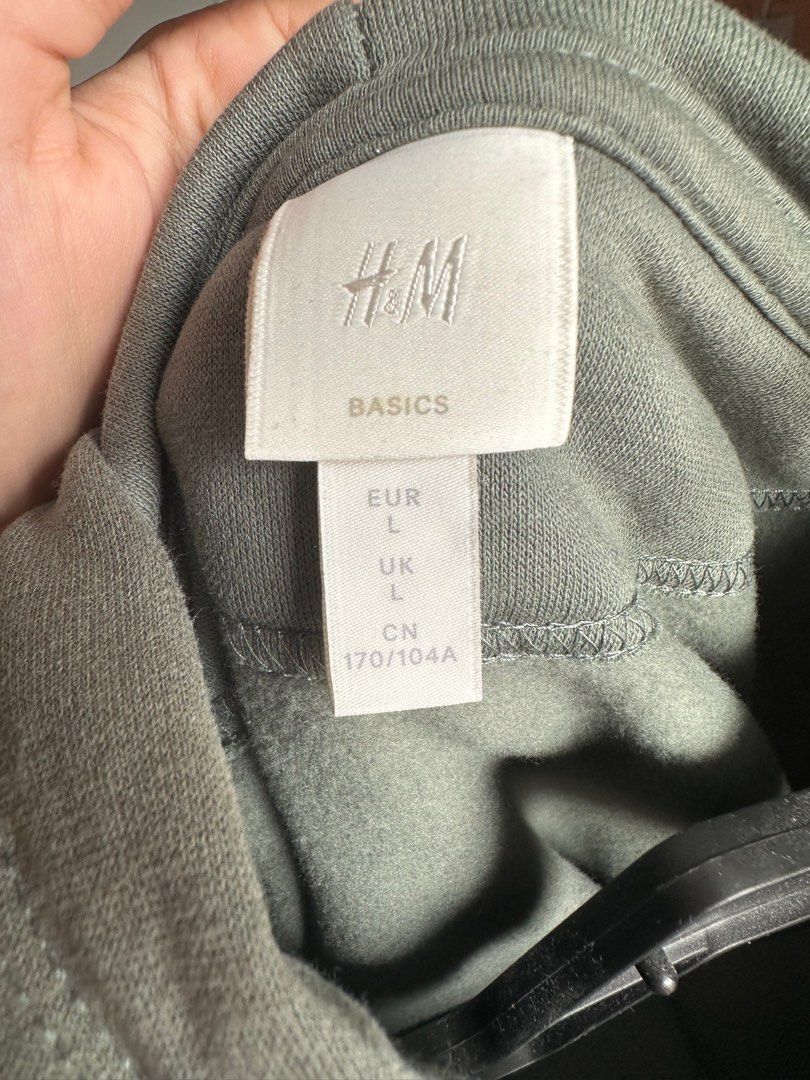 H&M
BASICS
EUR
L
UK
L
CN
170/104A